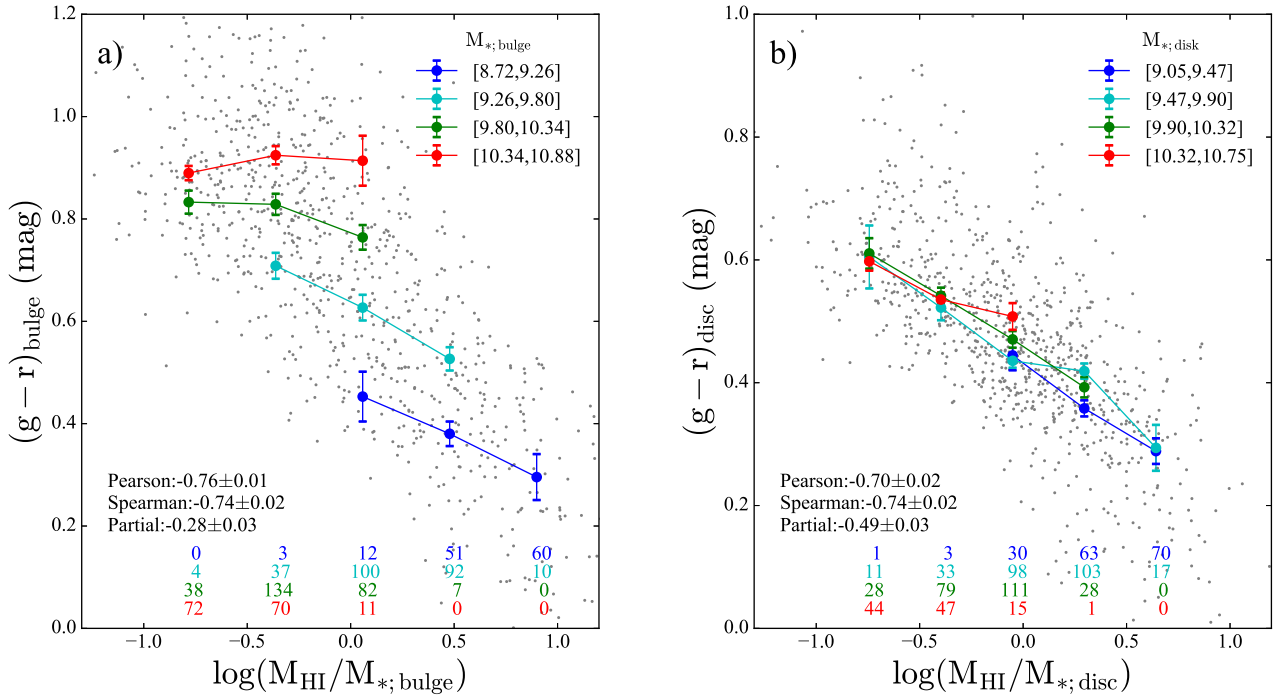 a)
M*; bulge
[8.72,9.26]
[9.26,9.80]
[9.80,10.34]
[10.34,10.88]
1.2
1.0
0.8
0.6
0.4
0.2
0.0
(g − r)bulge (mag)
Pearson:-0.76±0.01
Spearman:-0.74±0.02
Partial:-0.28±0.03
0 3 12 51 60
4 37 100 92 10
38 134 82 7 0
72 70 11 0 0
−1.0 −0.5 0.0 0.5 1.0
log(MHI/M*; bulge)
b)
M*; disk
[9.05,9.47]
[9.47,9.90]
[9.90,10.32]
[10.32,10.75]
1.0
0.8
0.6
0.4
0.2
0.0
(g − r)disc (mag)
Pearson:-0.70±0.02
Spearman:-0.74±0.02
Partial:-0.49±0.03
1 3 30 63 70
11 33 98 103 17
28 79 111 28 0
44 47 15 1 0
−1.0 −0.5 0.0 0.5 1.0
log(MHI/M*; disc)